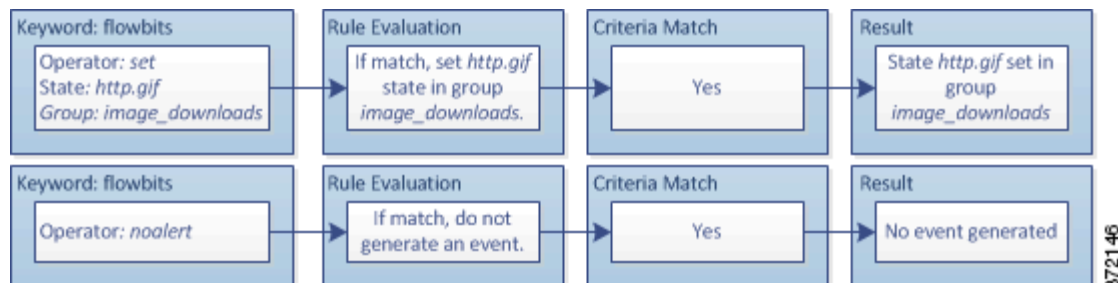 Keyword: flowbits
Operator: set
State: http.gif
Group: image_downloads
Rule Evaluation
If match, set http.gif
state in group
image_downloads.
Criteria Match
Yes
Result
State http.gif set in
group
image_downloads
Keyword: flowbits
Operator: noalert
Rule Evaluation
If match, do not
generate an event.
Criteria Match
Yes
Result
No event generated
372146